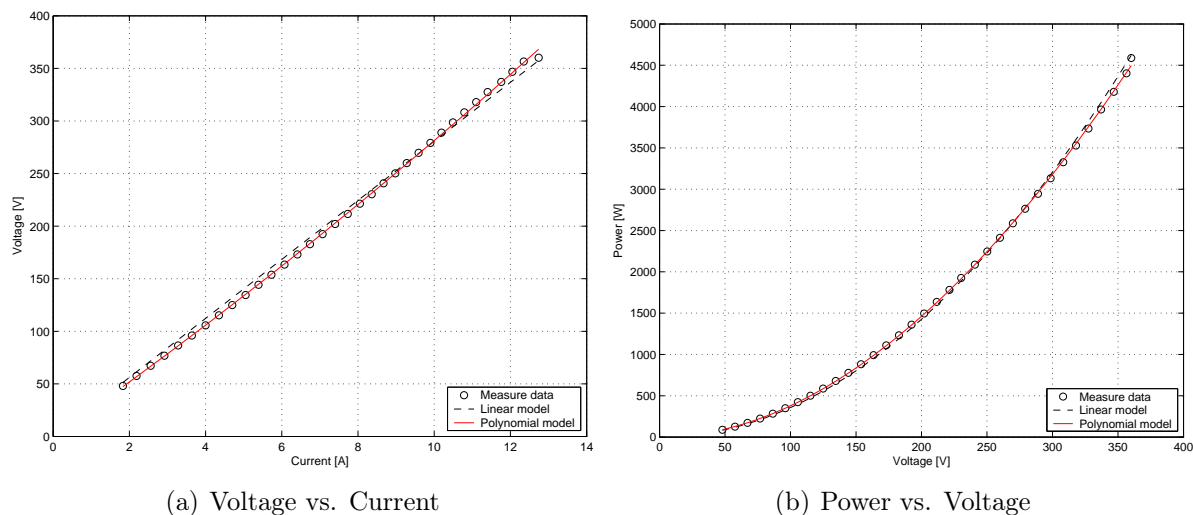 400
350
300
250
200
150
100
50
0
Voltage [V]
0 2 4 6 8 10 12 14
Current [A]
Measure data
Linear model
Polynomial model
(a) Voltage vs. Current
5000
4500
4000
3500
3000
2500
2000
1500
1000
500
0
Power [W]
0 50 100 150 200 250 300 350 400
Voltage [V]
Measure data
Linear model
Polynomial model
(b) Power vs. Voltage